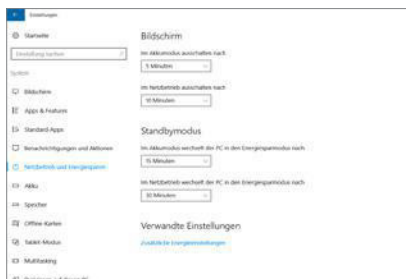 Einstellungen
Startseite
Einstellung suchen
System
Bildschirm
Apps & Features
Standard-Apps
Benachrichtigungen und Aktionen
Netzbetrieb und Energiesparen
Akku
Speicher
Offline-Karten
Tablet-Modus
Multitasking
Bildschirm
Im Akkumodus ausschalten nach
5 Minuten
Im Netzbetrieb ausschalten nach
10 Minuten
Standbymodus
Im Akkumodus wechselt der PC in den Energiesparmodus nach
15 Minuten
Im Netzbetrieb wechselt der PC in den Energiesparmodus nach
30 Minuten
Verwandte Einstellungen
Zusätzliche Energieeinstellungen